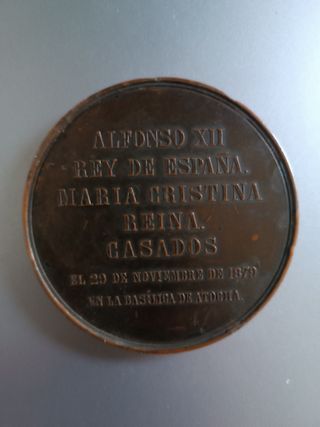 ALFONSO XII
REY DE ESPAÑA.
MARIA CRISTINA
REINA.
CASADOS
EL 29 DE NOVIEMBRE DE 1879
EN LA BASÍLICA DE ATOCHA.